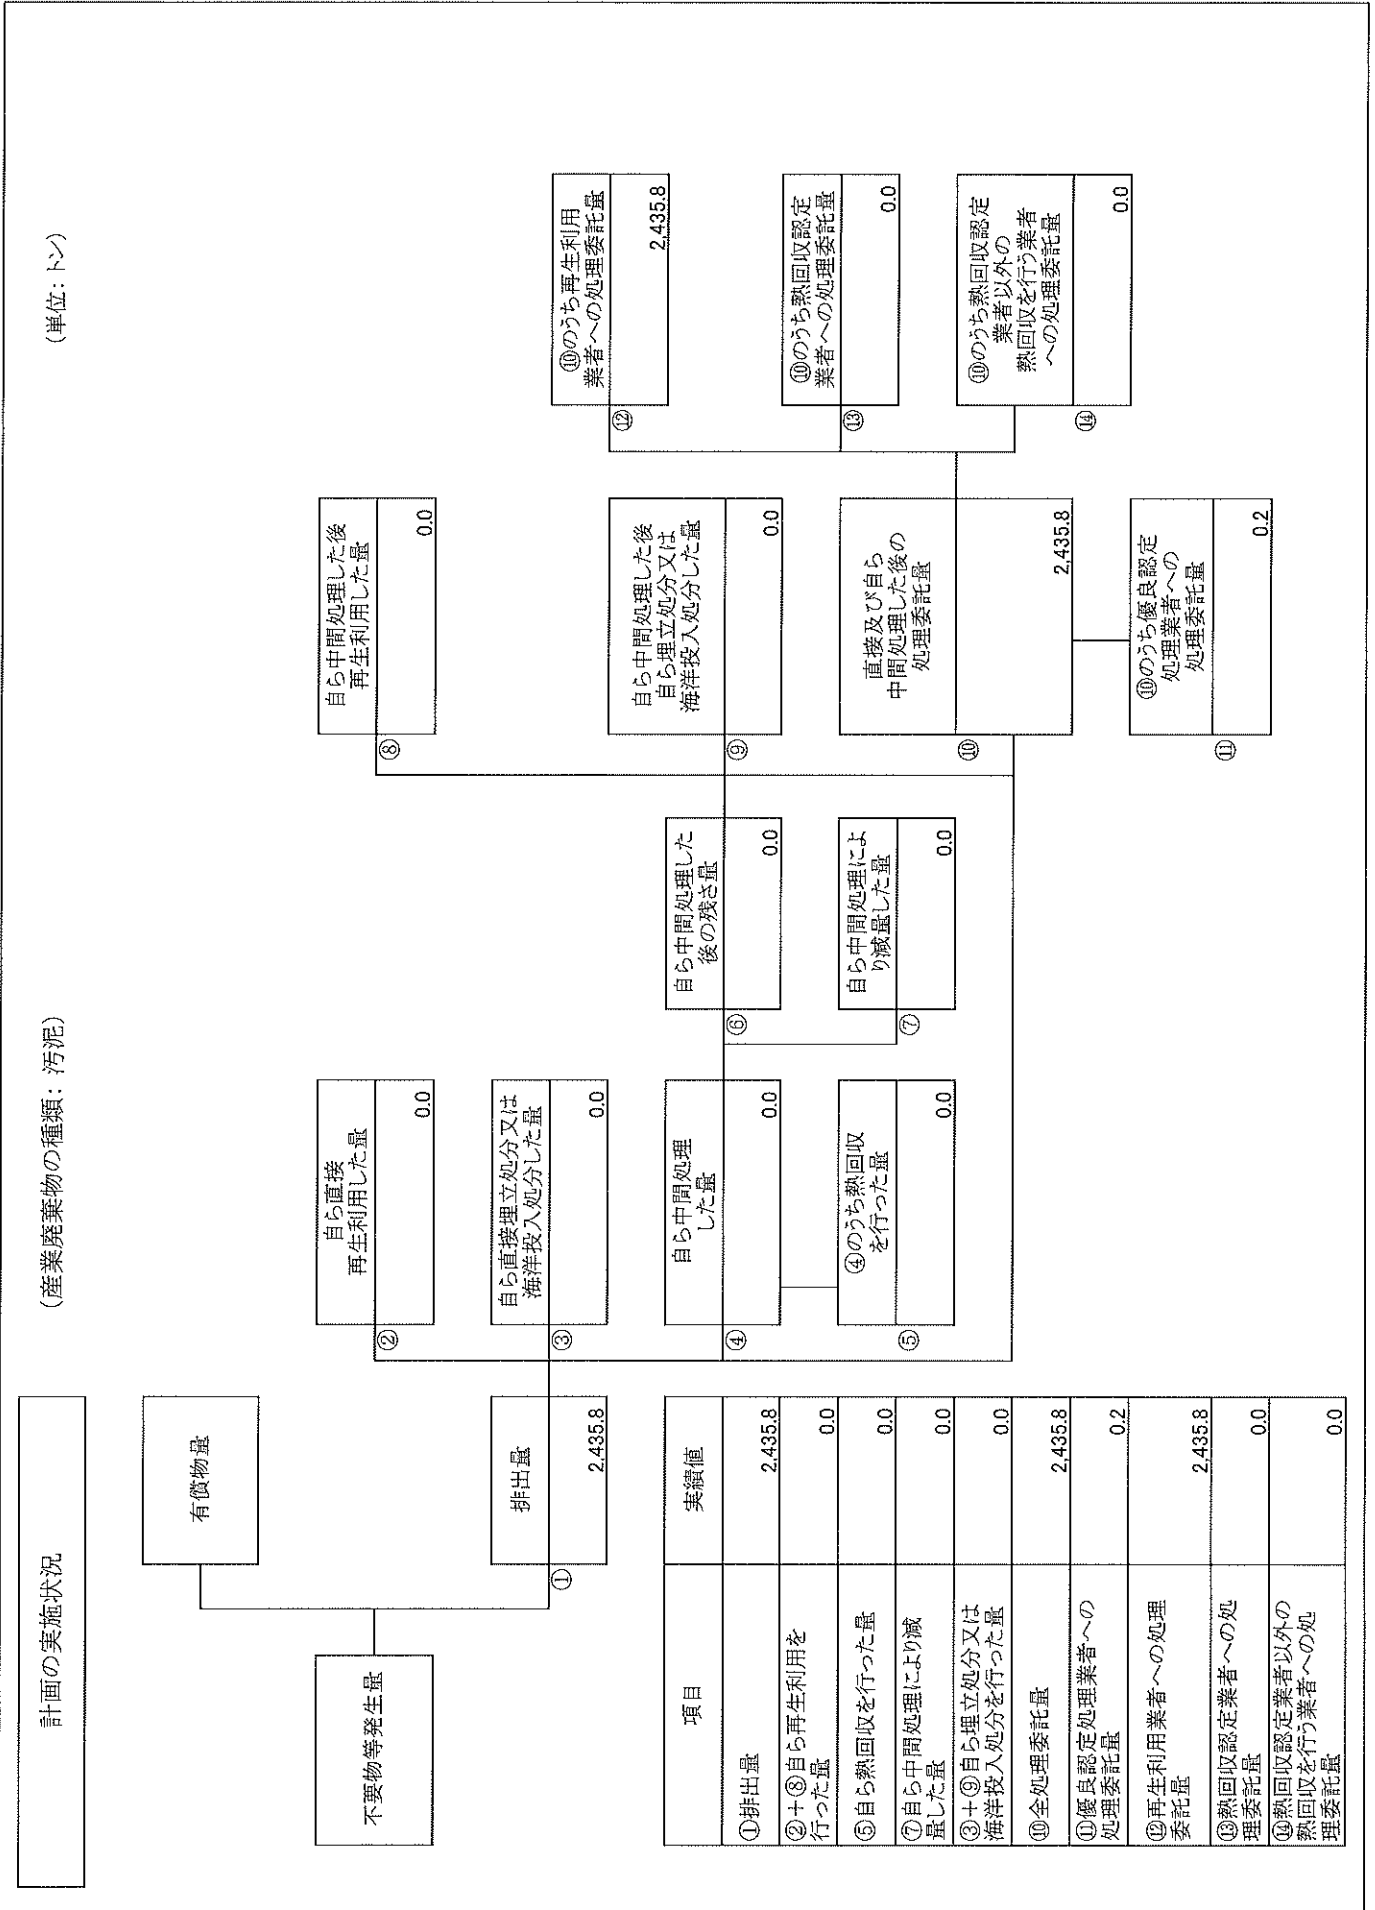 計画の実施状況
(産業廃棄物の種類：汚泥)
(単位：トン)
不要物等発生量
有償物量
①
排出量
2,435.8
②
自ら直接
再生利用した量
0.0
③
自ら直接埋立処分又は
海洋投入処分した量
0.0
④
自ら中間処理
した量
0.0
⑤
④のうち熱回収
を行った量
0.0
⑥
自ら中間処理した
後の残さ量
0.0
⑦
自ら中間処理によ
り減量した量
0.0
⑧
自ら中間処理した後
再生利用した量
0.0
⑨
自ら中間処理した後
自ら埋立処分又は
海洋投入処分した量
0.0
⑩
直接及び自ら
中間処理した後の
処理委託量
2,435.8
⑪
⑩のうち優良認定
処理業者への
処理委託量
0.2
⑫
⑩のうち再生利用
業者への処理委託量
2,435.8
⑬
⑩のうち熱回収認定
業者への処理委託量
0.0
⑭
⑩のうち熱回収認定
業者以外の
熱回収を行う業者
への処理委託量
0.0
項目 実績値
①排出量 2,435.8
②+⑧自ら再生利用を
行った量 0.0
⑤自ら熱回収を行った量 0.0
⑦自ら中間処理により減
量した量 0.0
③+⑨自ら埋立処分又は
海洋投入処分を行った量 0.0
⑩全処理委託量 2,435.8
⑪優良認定処理業者への
処理委託量 0.2
⑫再生利用業者への処理
委託量 2,435.8
⑬熱回収認定業者への処
理委託量 0.0
⑭熱回収認定業者以外の
熱回収を行う業者への処
理委託量 0.0